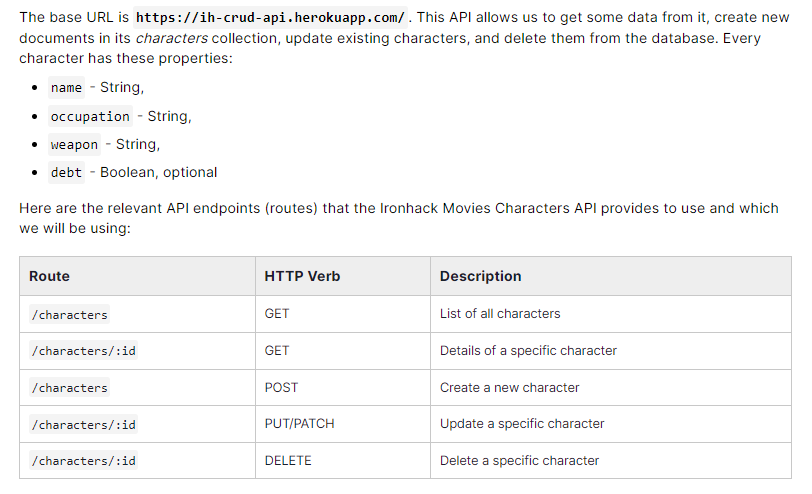 The base URL is https://ih-crud-api.herokuapp.com/. This API allows us to get some data from it, create new
documents in its characters collection, update existing characters, and delete them from the database. Every
character has these properties:
• name - String,
• occupation - String,
• weapon - String,
• debt - Boolean, optional
Here are the relevant API endpoints (routes) that the Ironhack Movies Characters API provides to use and which
we will be using:
Route HTTP Verb Description
/characters GET List of all characters
/characters/:id GET Details of a specific character
/characters POST Create a new character
/characters/:id PUT/PATCH Update a specific character
/characters/:id DELETE Delete a specific character